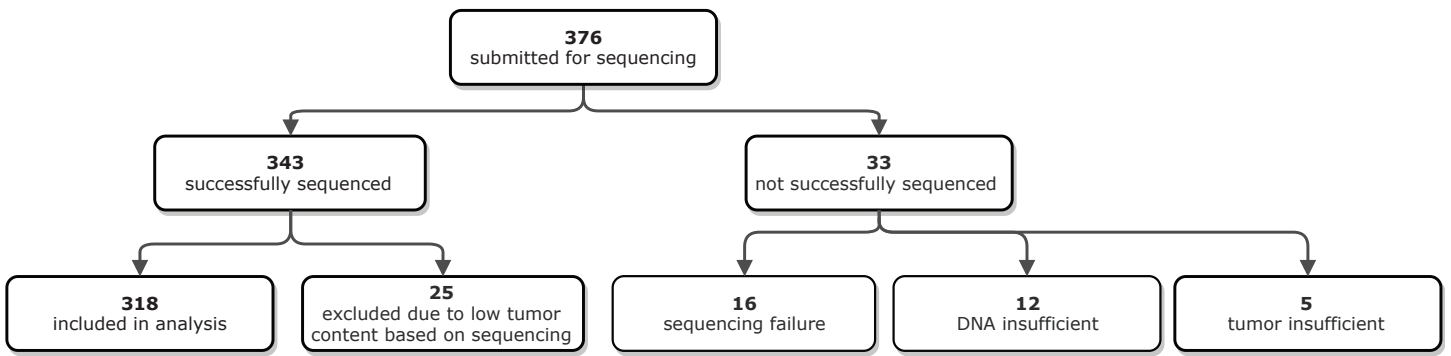 376
submitted for sequencing
343
successfully sequenced
33
not successfully sequenced
318
included in analysis
25
excluded due to low tumor
content based on sequencing
16
sequencing failure
12
DNA insufficient
5
tumor insufficient